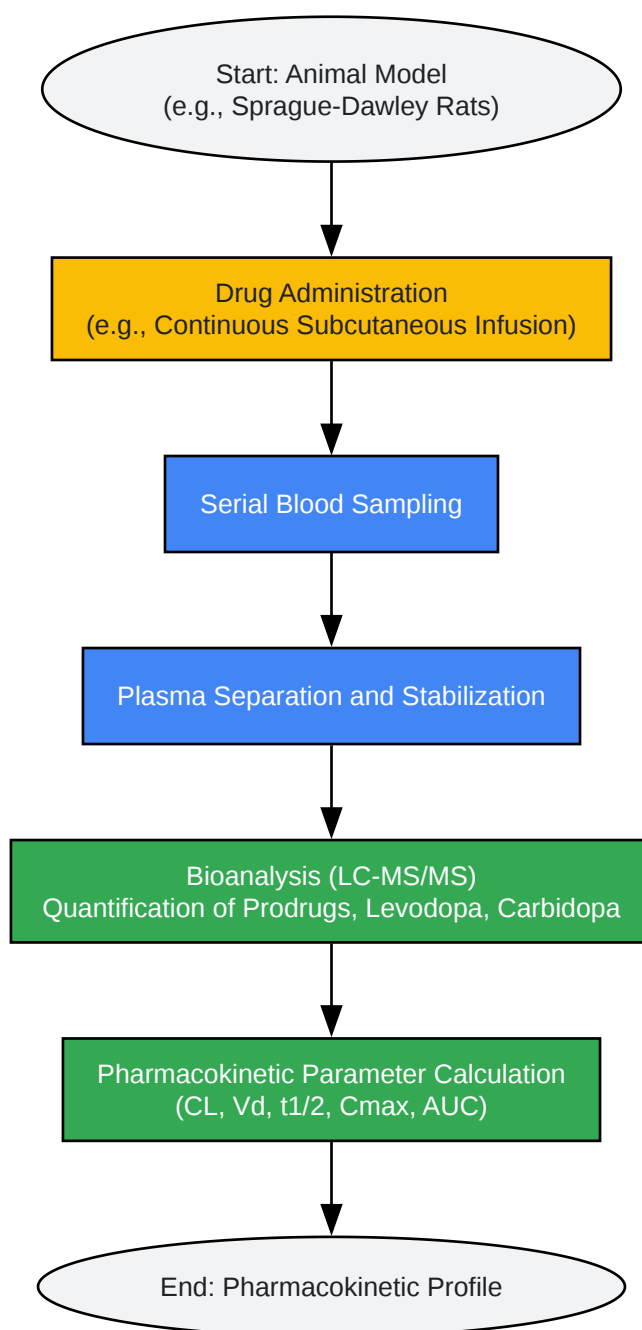 Start: Animal Model
(e.g., Sprague-Dawley Rats)
Drug Administration
(e.g., Continuous Subcutaneous Infusion)
Serial Blood Sampling
Plasma Separation and Stabilization
Bioanalysis (LC-MS/MS)
Quantification of Prodrugs, Levodopa, Carbidopa
Pharmacokinetic Parameter Calculation
(CL, Vd, t1/2, Cmax, AUC)
End: Pharmacokinetic Profile